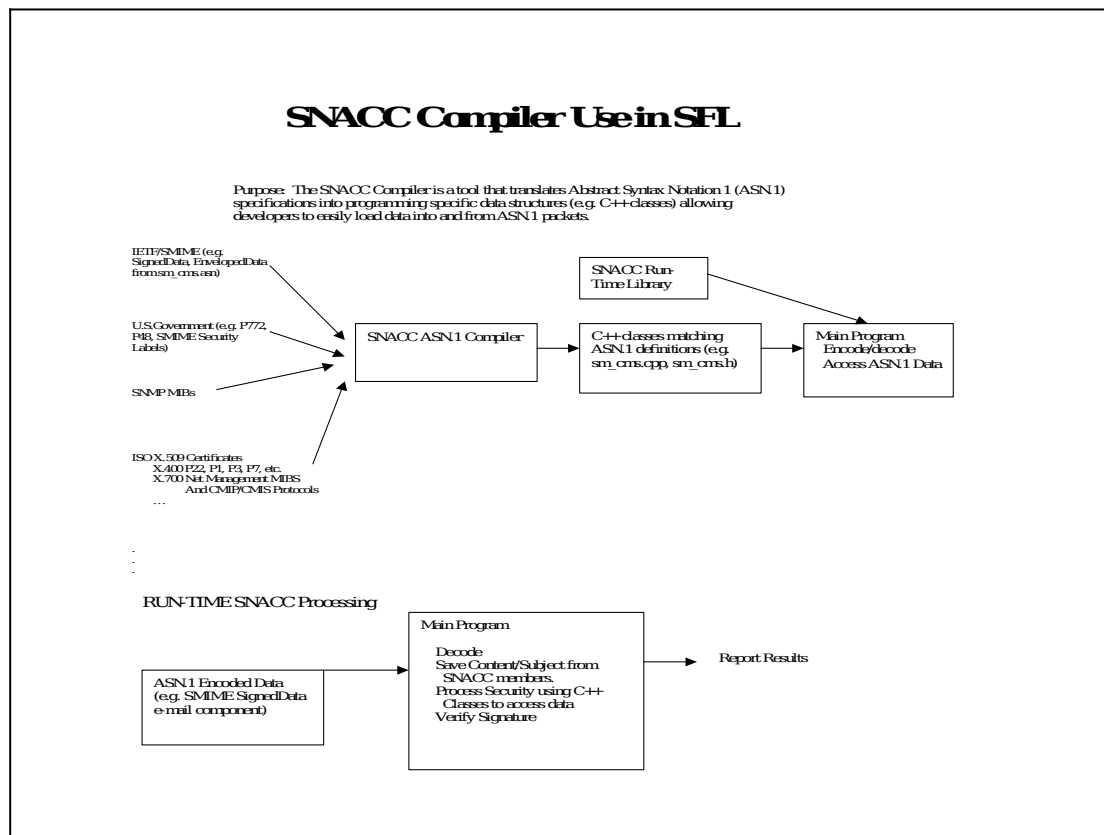 SNACC Compiler Use in SFL
Purpose: The SNACC Compiler is a tool that translates Abstract Syntax Notation 1 (ASN.1)
specifications into programming specific data structures (e.g. C++ classes) allowing
developers to easily load data into and from ASN.1 packets.
IETF/SMIME (e.g.
SignedData, EnvelopedData
from sm_cms.asn)
SNACC Run-
Time Library
U.S.Government (e.g. P772,
P48, SMIME Security
Labels)
SNACC ASN.1 Compiler
C++ classes matching
ASN.1 definitions (e.g.
sm_cms.cpp, sm_cms.h)
Main Program
Encode/decode
Access ASN.1 Data
SNMP MIBs
ISO X.509 Certificates
X.400 P22, P1, P3, P7, etc.
X.700 Net Management MIBS
And CMIP/CMIS Protocols
…
.
.
.
RUN-TIME SNACC Processing
ASN.1 Encoded Data
(e.g. SMIME SignedData
e-mail component)
Main Program
Decode
Save Content/Subject from
SNACC members.
Process Security using C++
Classes to access data
Verify Signature
Report Results